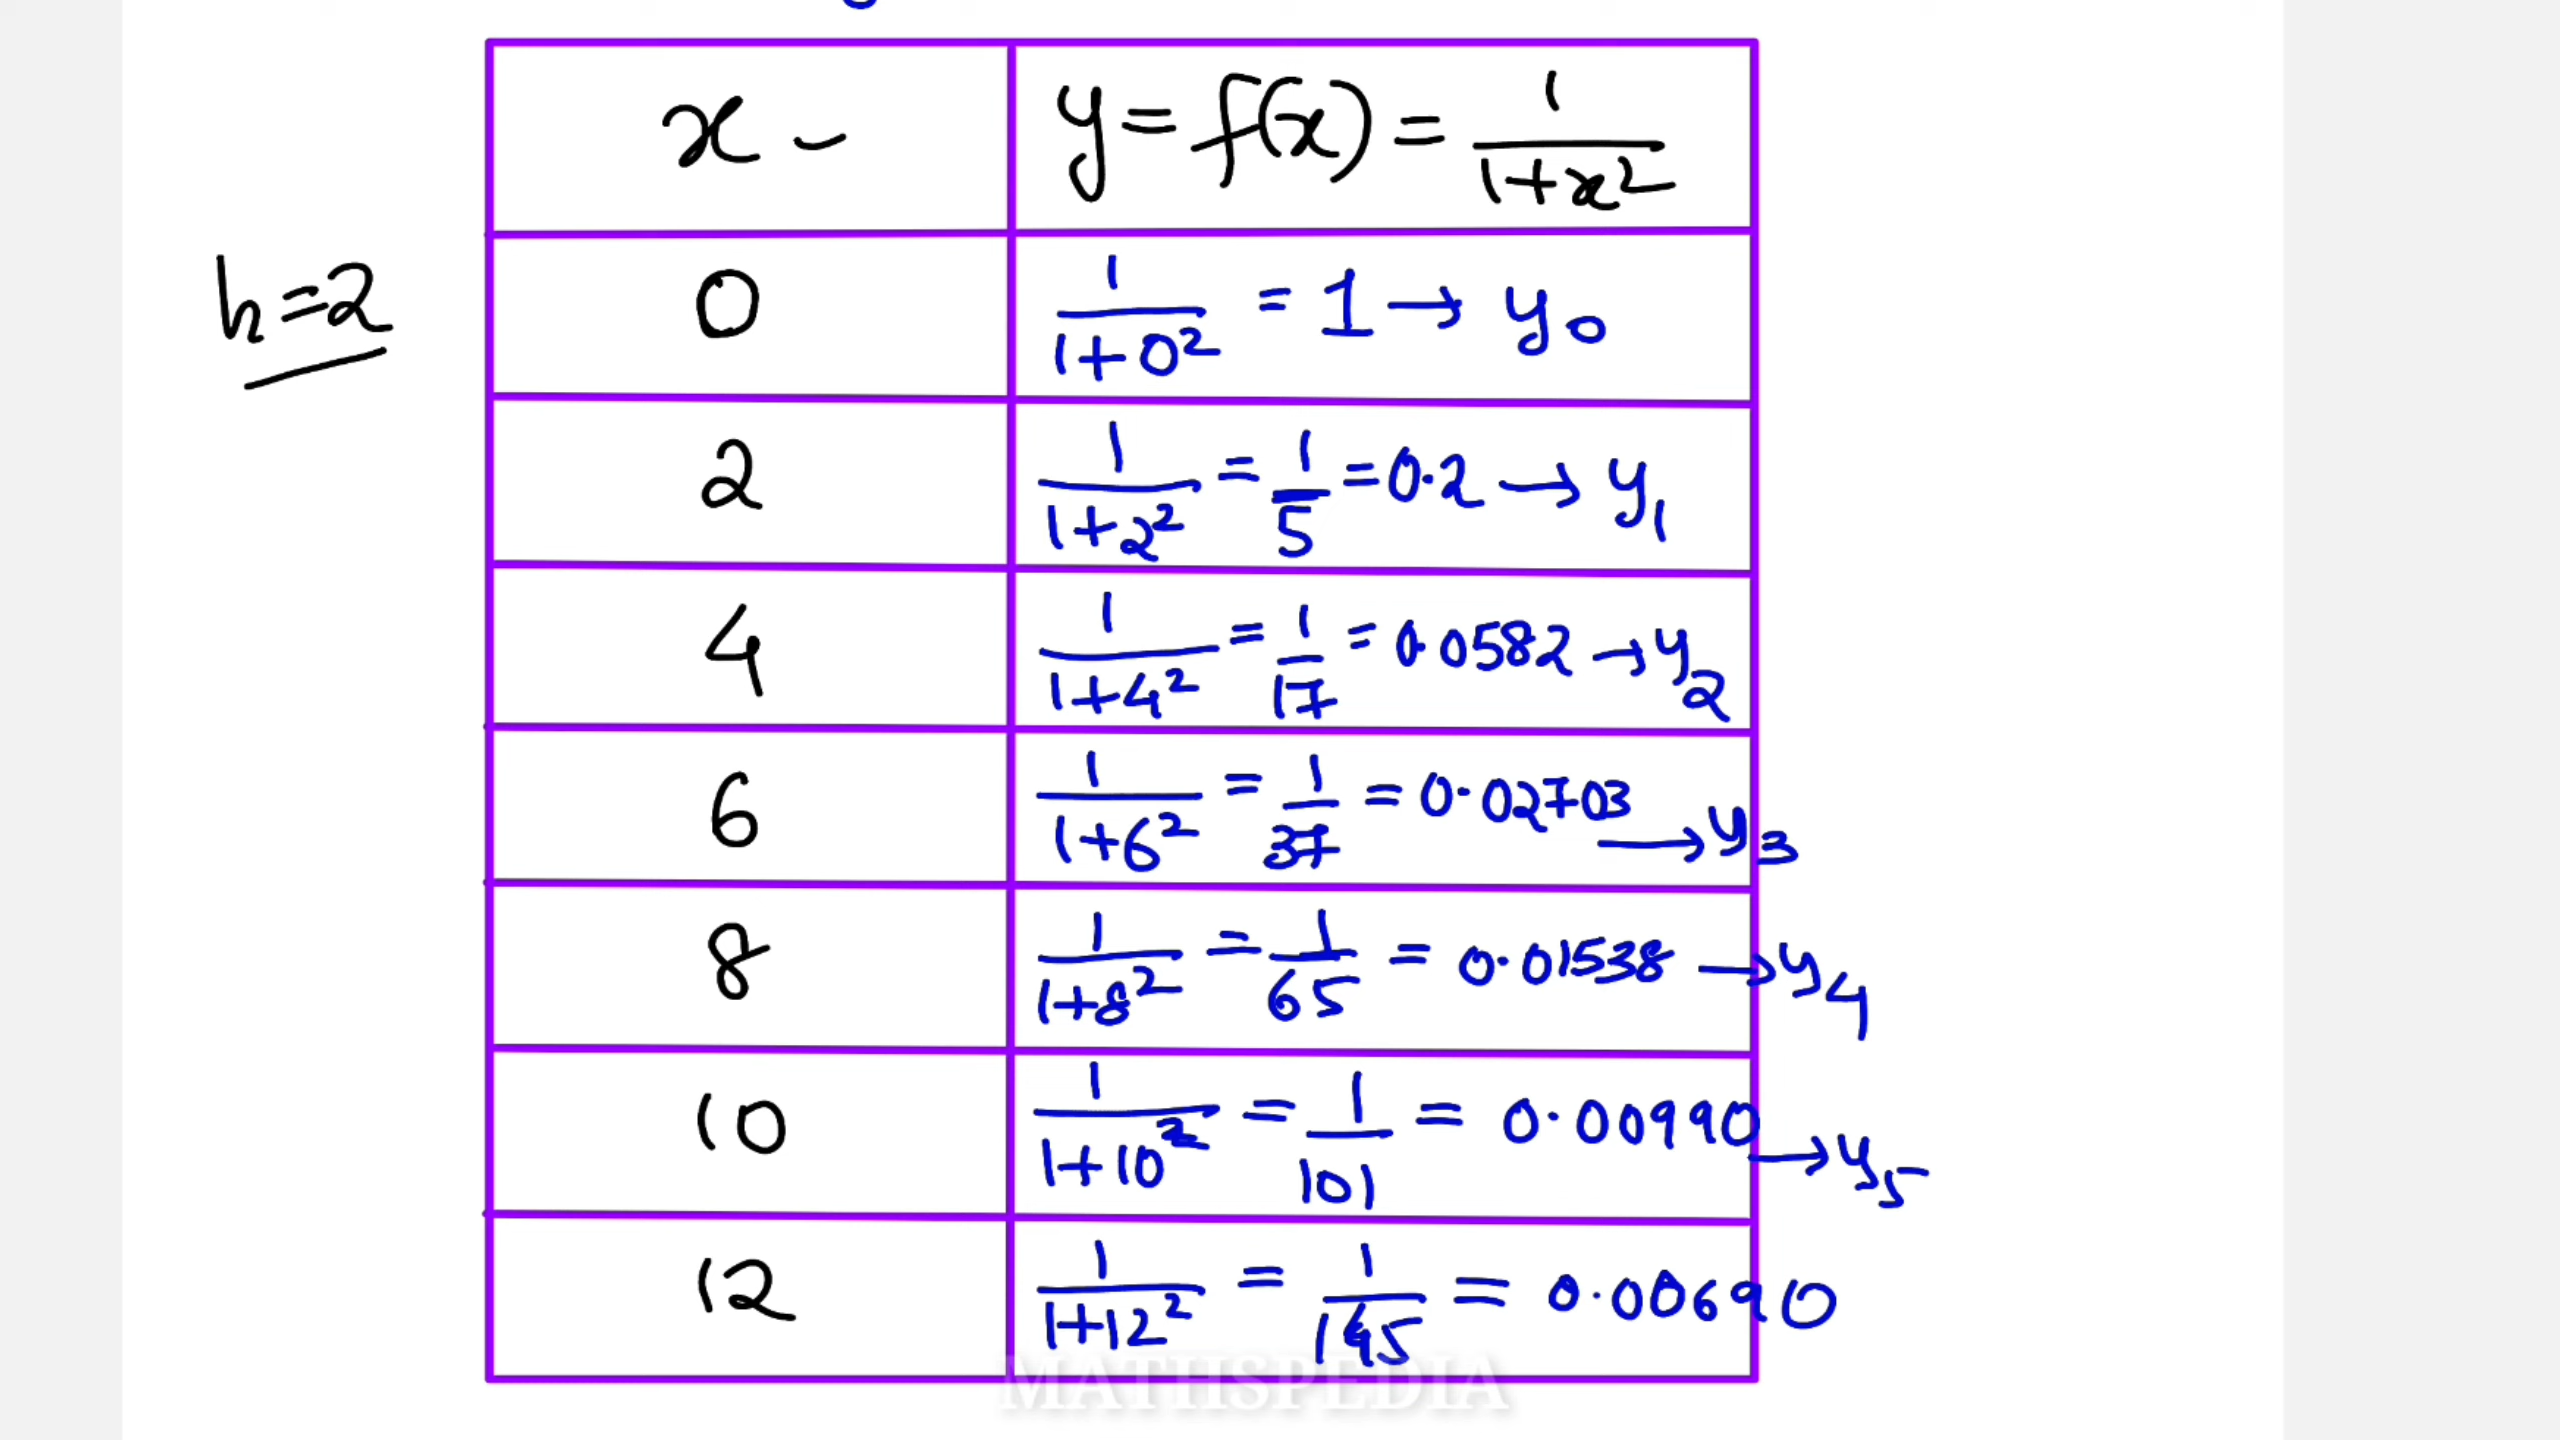 x - y = f(x) = 1/(1+x²)
h=2
0 1/(1+0²) = 1 → y₀
2 1/(1+2²) = 1/5 = 0.2 → y₁
4 1/(1+4²) = 1/17 = 0.0582 → y₂
6 1/(1+6²) = 1/37 = 0.02703 → y₃
8 1/(1+8²) = 1/65 = 0.01538 → y₄
10 1/(1+10²) = 1/101 = 0.00990 → y₅
12 1/(1+12²) = 1/145 = 0.00690
MATHSPEDIA